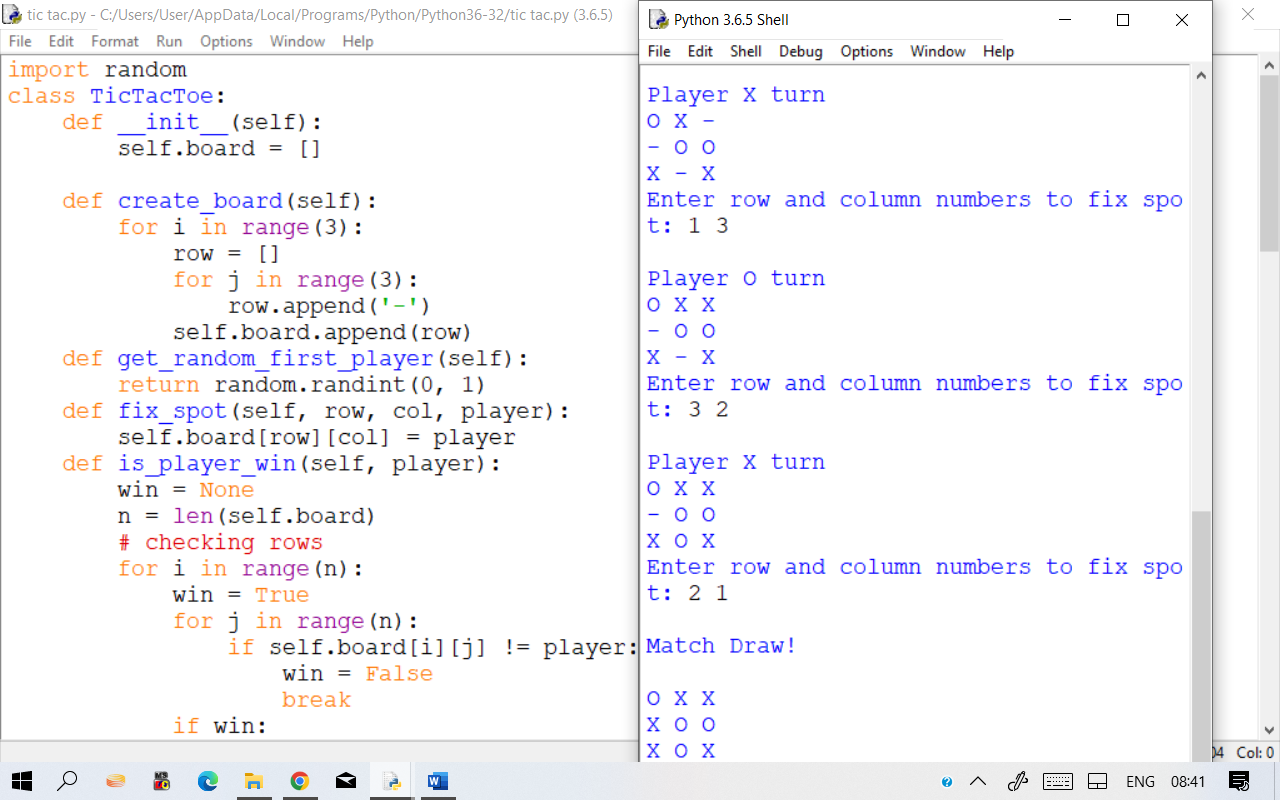 tic tac.py - C:/Users/User/AppData/Local/Programs/Python/Python36-32/tic tac.py (3.6.5)
File Edit Format Run Options Window Help
import random
class TicTacToe:
    def __init__(self):
        self.board = []
    def create_board(self):
        for i in range(3):
            row = []
            for j in range(3):
                row.append('-')
            self.board.append(row)
    def get_random_first_player(self):
        return random.randint(0, 1)
    def fix_spot(self, row, col, player):
        self.board[row][col] = player
    def is_player_win(self, player):
        win = None
        n = len(self.board)
        # checking rows
        for i in range(n):
            win = True
            for j in range(n):
                if self.board[i][j] != player:
                    win = False
                    break
            if win:
Python 3.6.5 Shell
File Edit Shell Debug Options Window Help
Player X turn
O X -
- O O
X - X
Enter row and column numbers to fix spo
t: 1 3
Player O turn
O X X
- O O
X - X
Enter row and column numbers to fix spo
t: 3 2
Player X turn
O X X
- O O
X O X
Enter row and column numbers to fix spo
t: 2 1
Match Draw!
O X X
X O O
X O X
04 Col: 0
ENG 08:41